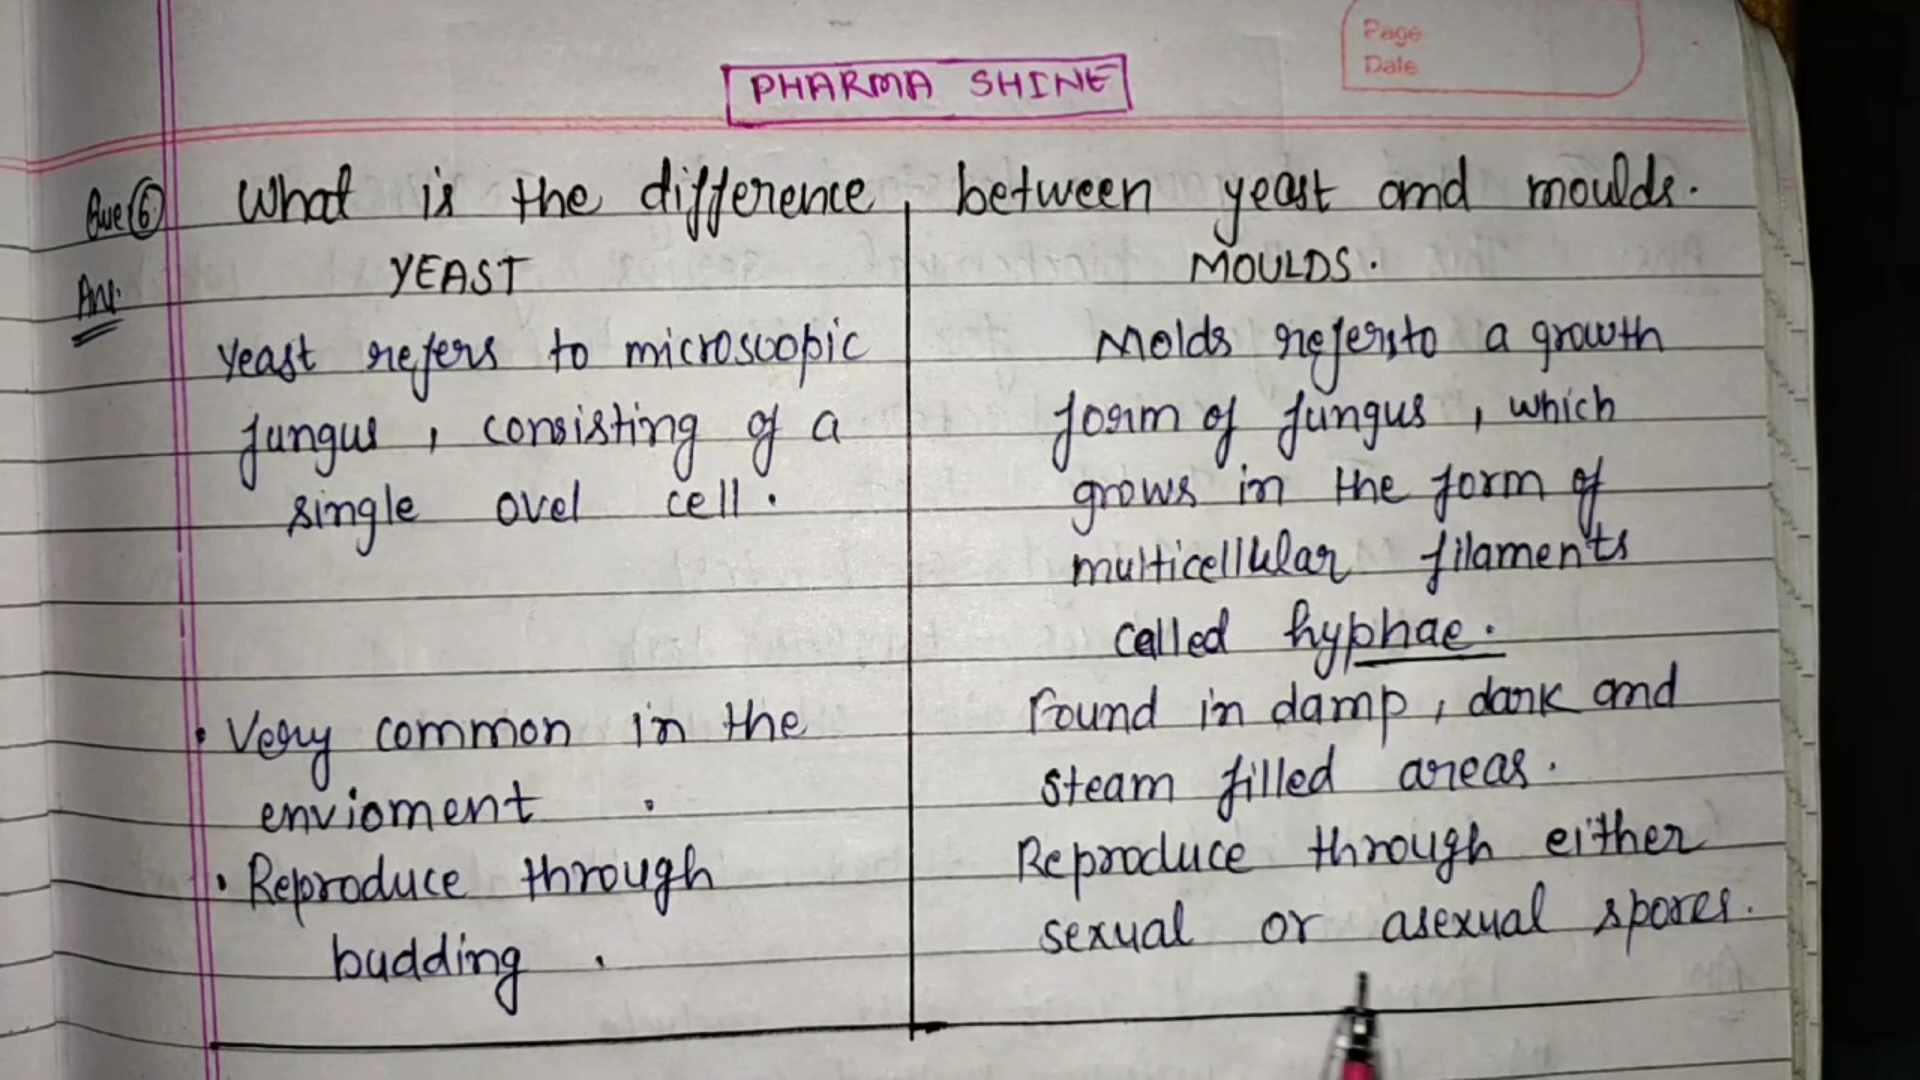 Page
Date
PHARMA SHINE
Que 6 What is the difference between yeast and moulds.
Ans.
YEAST
Yeast refers to microscopic
fungus, consisting of a
single ovel cell.
• Very common in the
envioment.
• Reproduce through
budding.
MOULDS.
Molds refers to a growth
form of fungus, which
grows in the form of
multicellular filaments
called hyphae.
Found in damp, dark and
steam filled areas.
Reproduce through either
sexual or asexual spores.